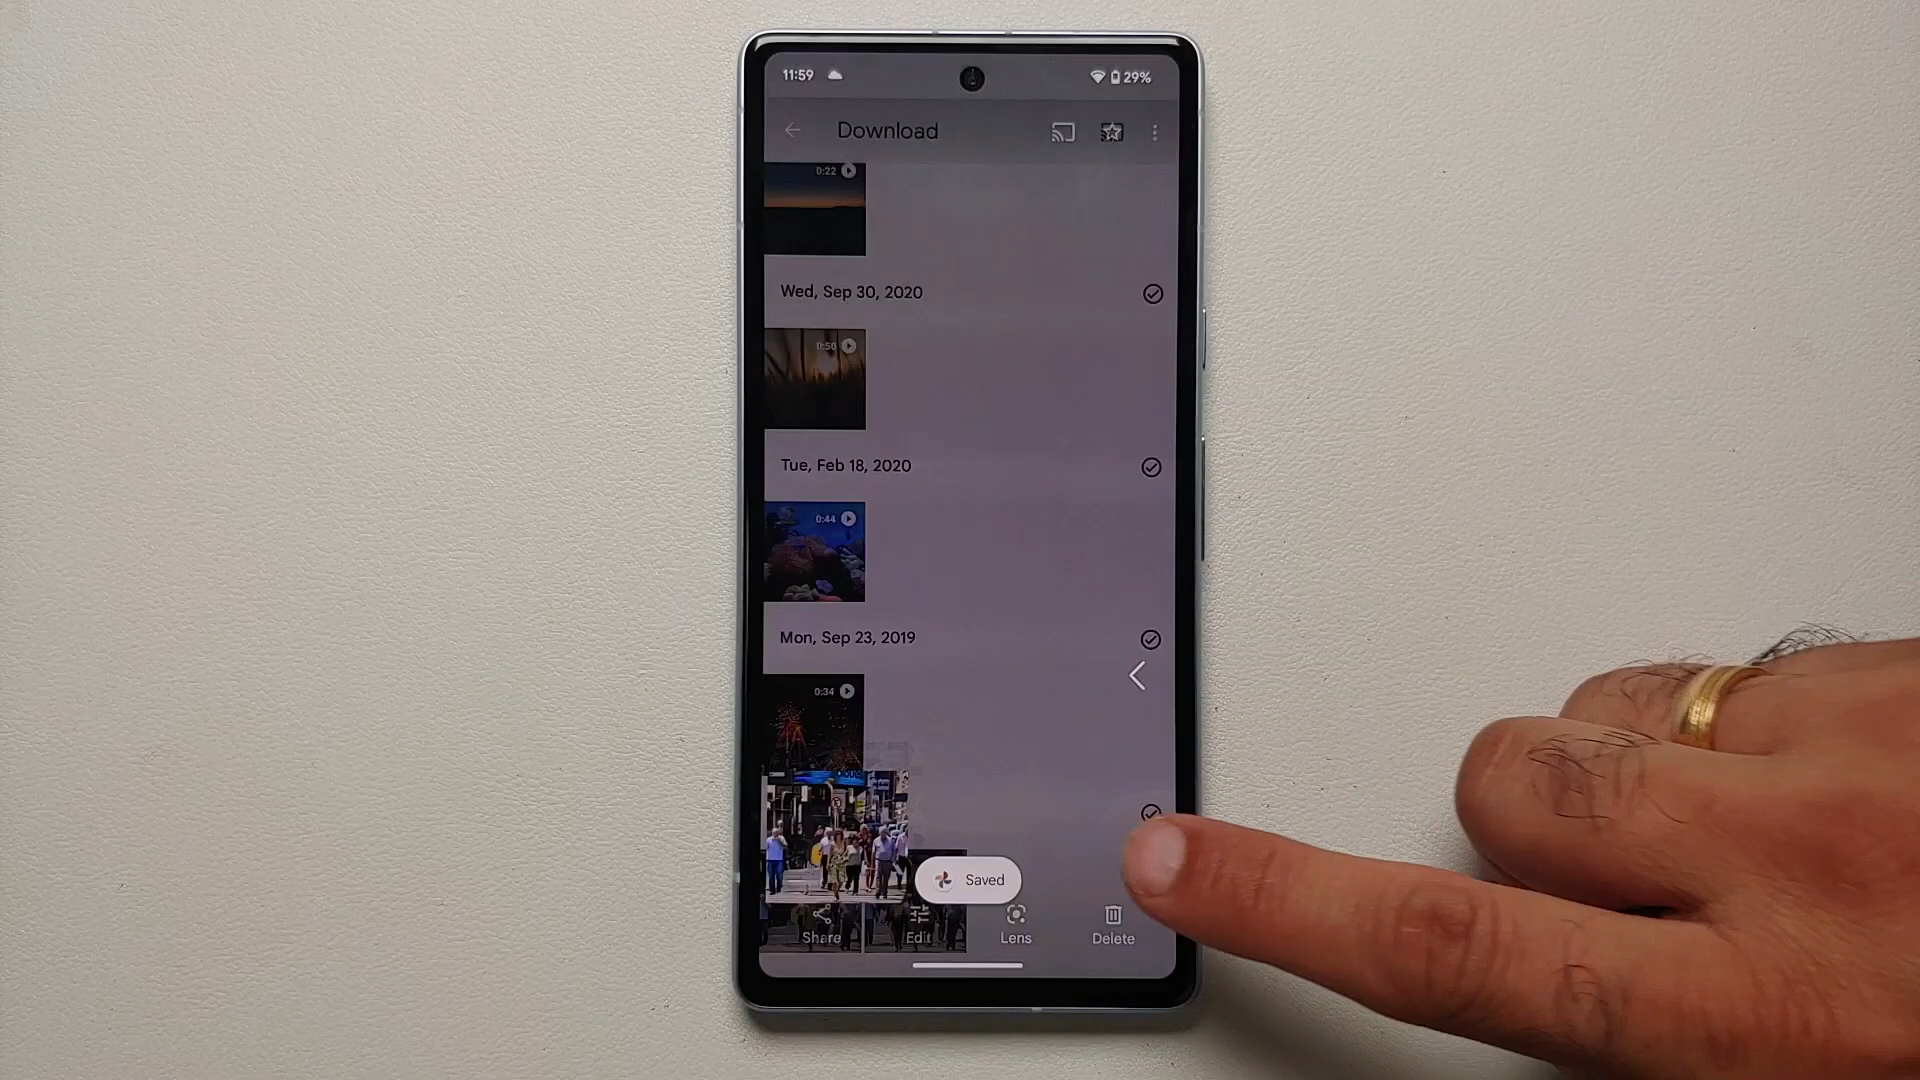 11:59 29%
Download
0:22
Wed, Sep 30, 2020
0:50
Tue, Feb 18, 2020
0:44
Mon, Sep 23, 2019
0:34
Saved
Share Edit Lens Delete